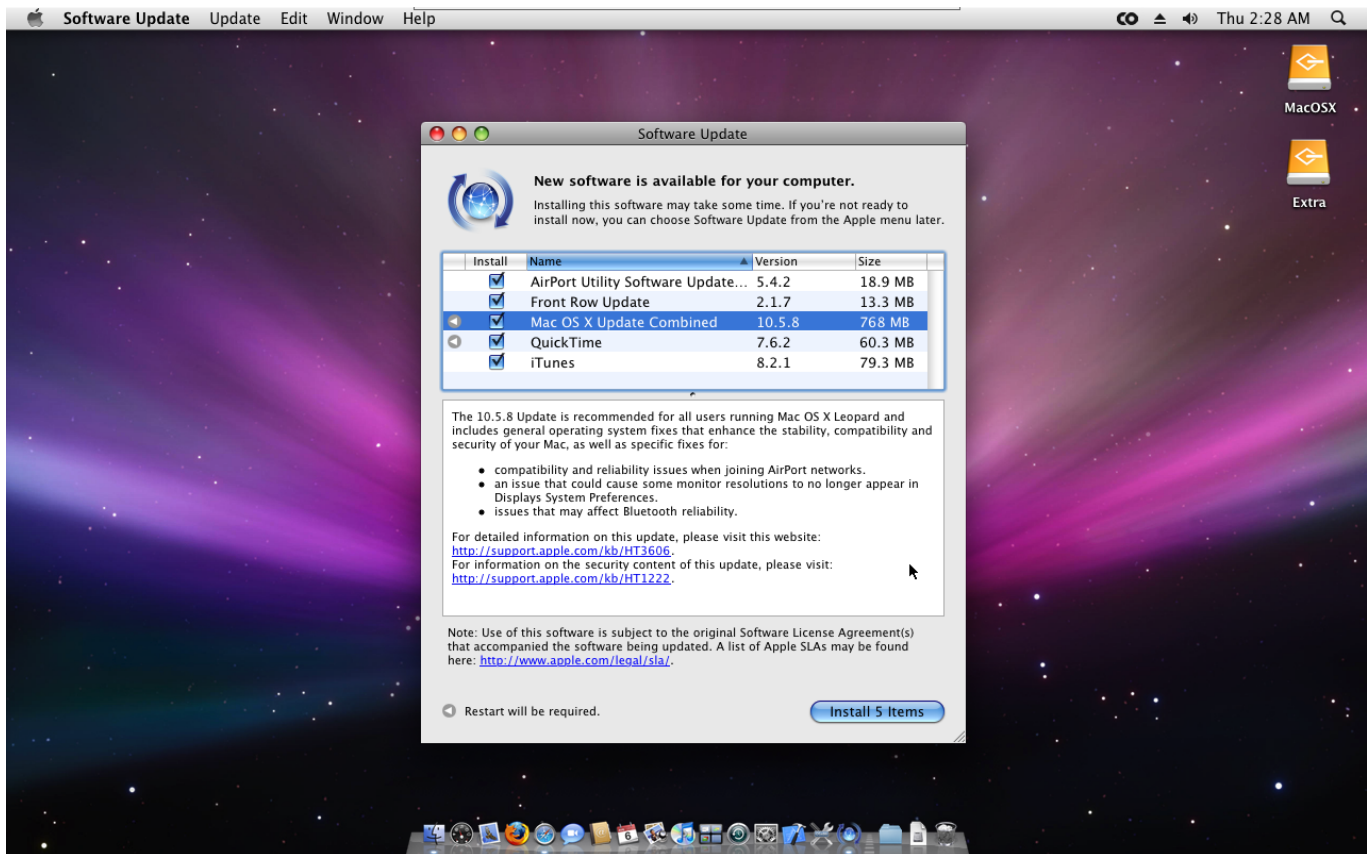 Software Update Update Edit Window Help CO Thu 2:28 AM
MacOSX
Extra
Software Update
New software is available for your computer.
Installing this software may take some time. If you're not ready to
install now, you can choose Software Update from the Apple menu later.
Install Name Version Size
AirPort Utility Software Update... 5.4.2 18.9 MB
Front Row Update 2.1.7 13.3 MB
Mac OS X Update Combined 10.5.8 768 MB
QuickTime 7.6.2 60.3 MB
iTunes 8.2.1 79.3 MB
The 10.5.8 Update is recommended for all users running Mac OS X Leopard and
includes general operating system fixes that enhance the stability, compatibility and
security of your Mac, as well as specific fixes for:
• compatibility and reliability issues when joining AirPort networks.
• an issue that could cause some monitor resolutions to no longer appear in
Displays System Preferences.
• issues that may affect Bluetooth reliability.
For detailed information on this update, please visit this website:
http://support.apple.com/kb/HT3606.
For information on the security content of this update, please visit:
http://support.apple.com/kb/HT1222.
Note: Use of this software is subject to the original Software License Agreement(s)
that accompanied the software being updated. A list of Apple SLAs may be found
here: http://www.apple.com/legal/sla/.
Restart will be required.
Install 5 Items
6